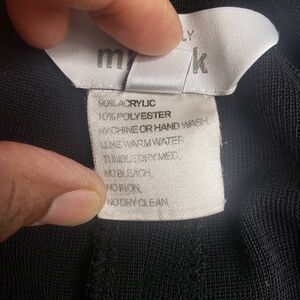 LY
m k
90% ACRYLIC
10% POLYESTER
MACHINE OR HAND WASH
LUKE WARM WATER
TUMBLE DRY MED.
NO BLEACH.
NO IRON.
NO DRY CLEAN.